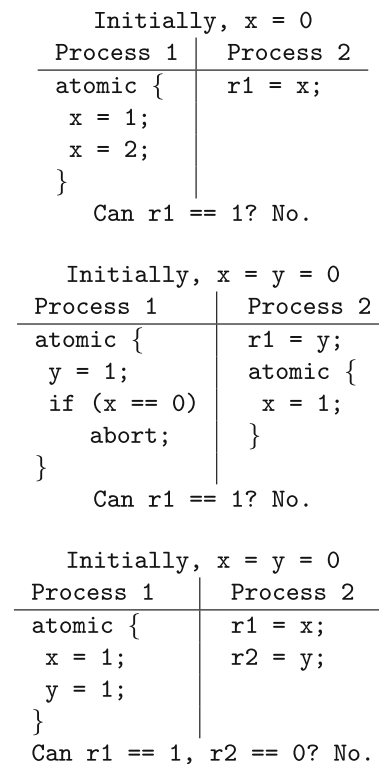 Initially, x = 0
Process 1 Process 2
atomic { r1 = x;
x = 1;
x = 2;
}
Can r1 == 1? No.
Initially, x = y = 0
Process 1 Process 2
atomic { r1 = y;
y = 1; atomic {
if (x == 0) x = 1;
abort; }
}
Can r1 == 1? No.
Initially, x = y = 0
Process 1 Process 2
atomic { r1 = x;
x = 1; r2 = y;
y = 1;
}
Can r1 == 1, r2 == 0? No.